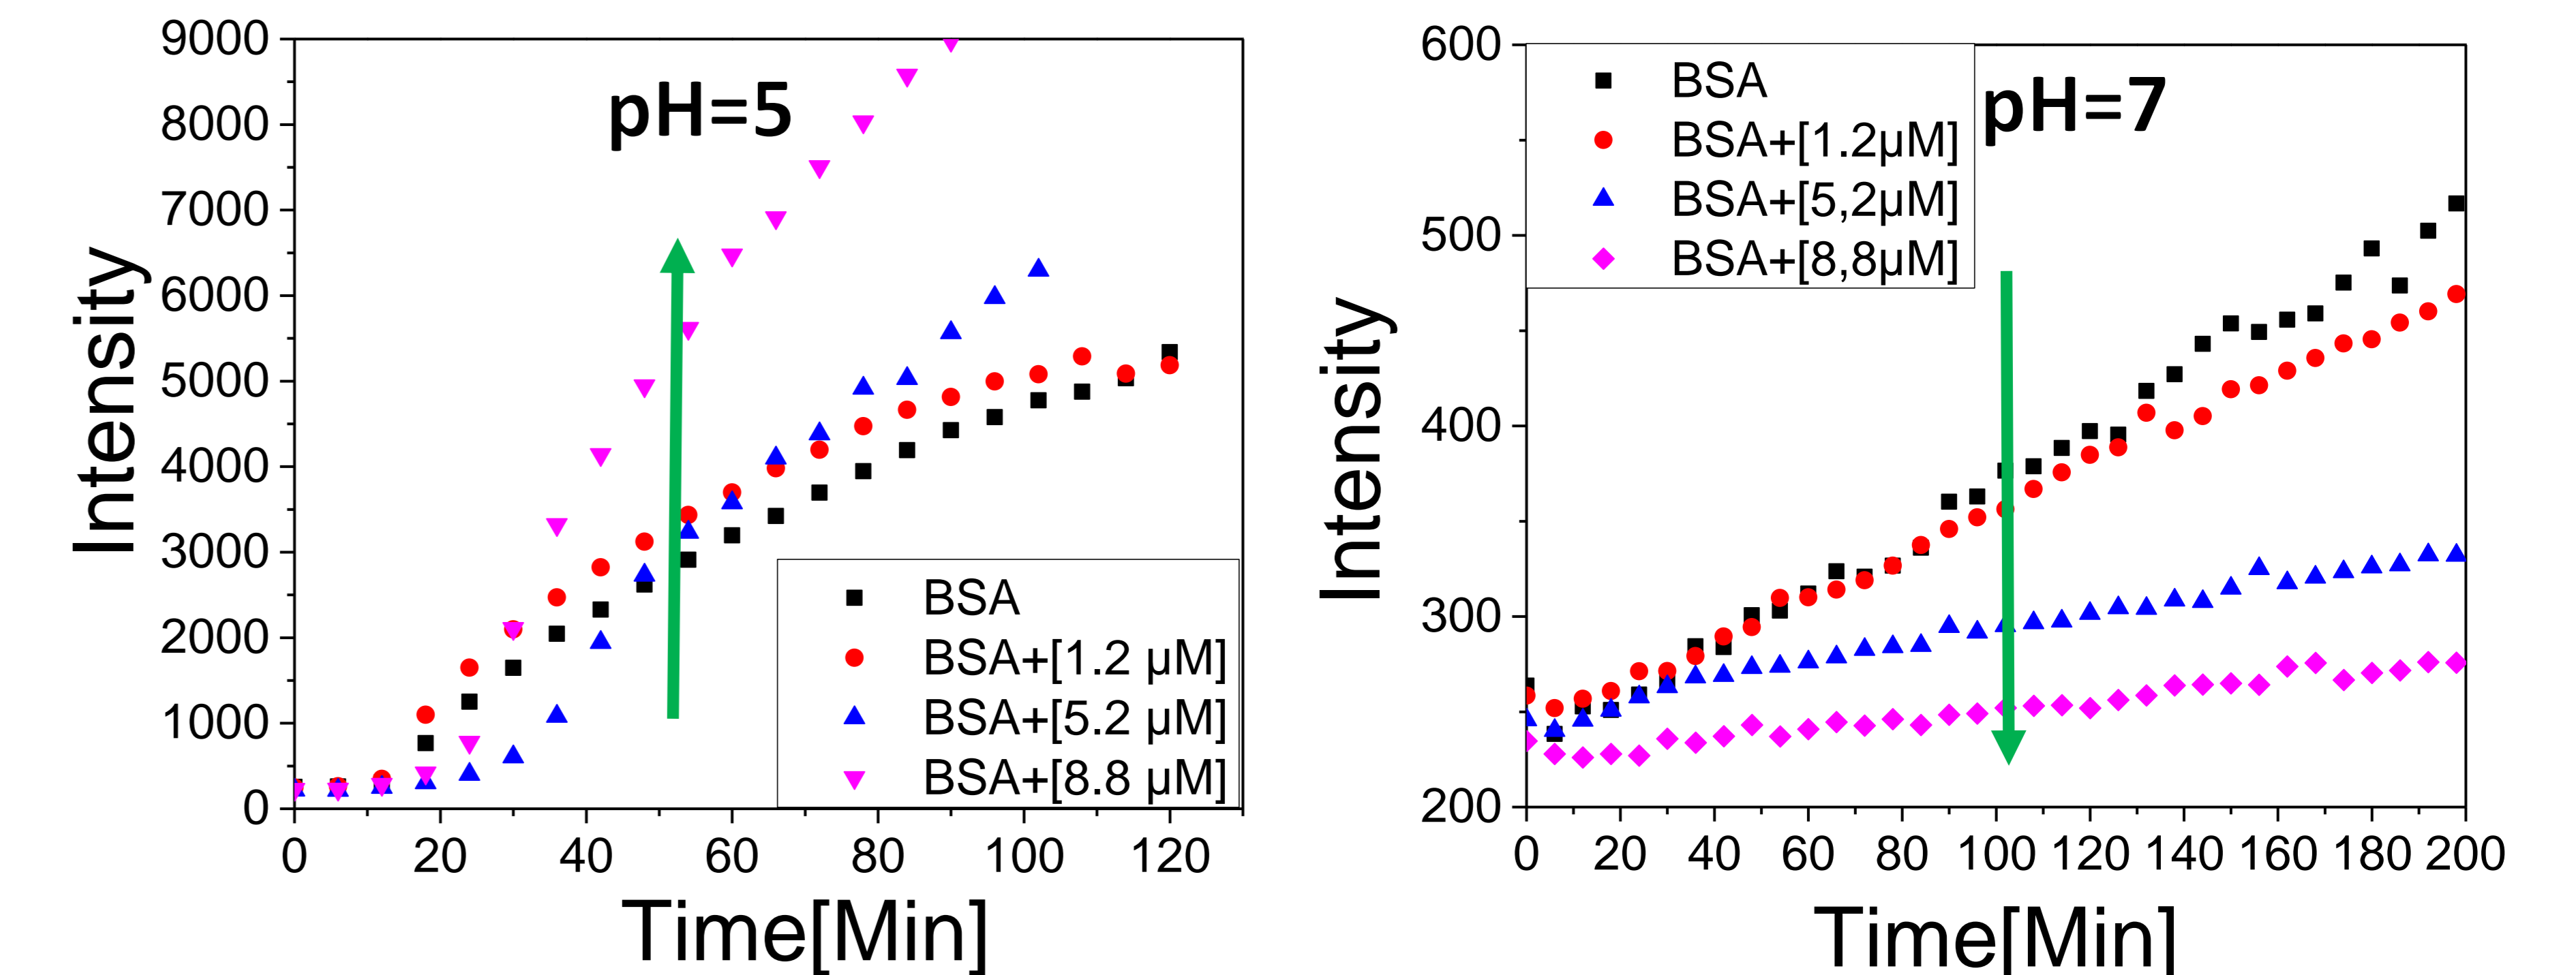 9000
8000
7000
6000
5000
4000
3000
2000
1000
0
Intensity
pH=5
BSA
BSA+[1.2 µM]
BSA+[5.2 µM]
BSA+[8.8 µM]
0 20 40 60 80 100 120
Time[Min]
600
500
400
300
200
Intensity
BSA
BSA+[1.2µM]
BSA+[5,2µM]
BSA+[8,8µM]
pH=7
0 20 40 60 80 100 120 140 160 180 200
Time[Min]